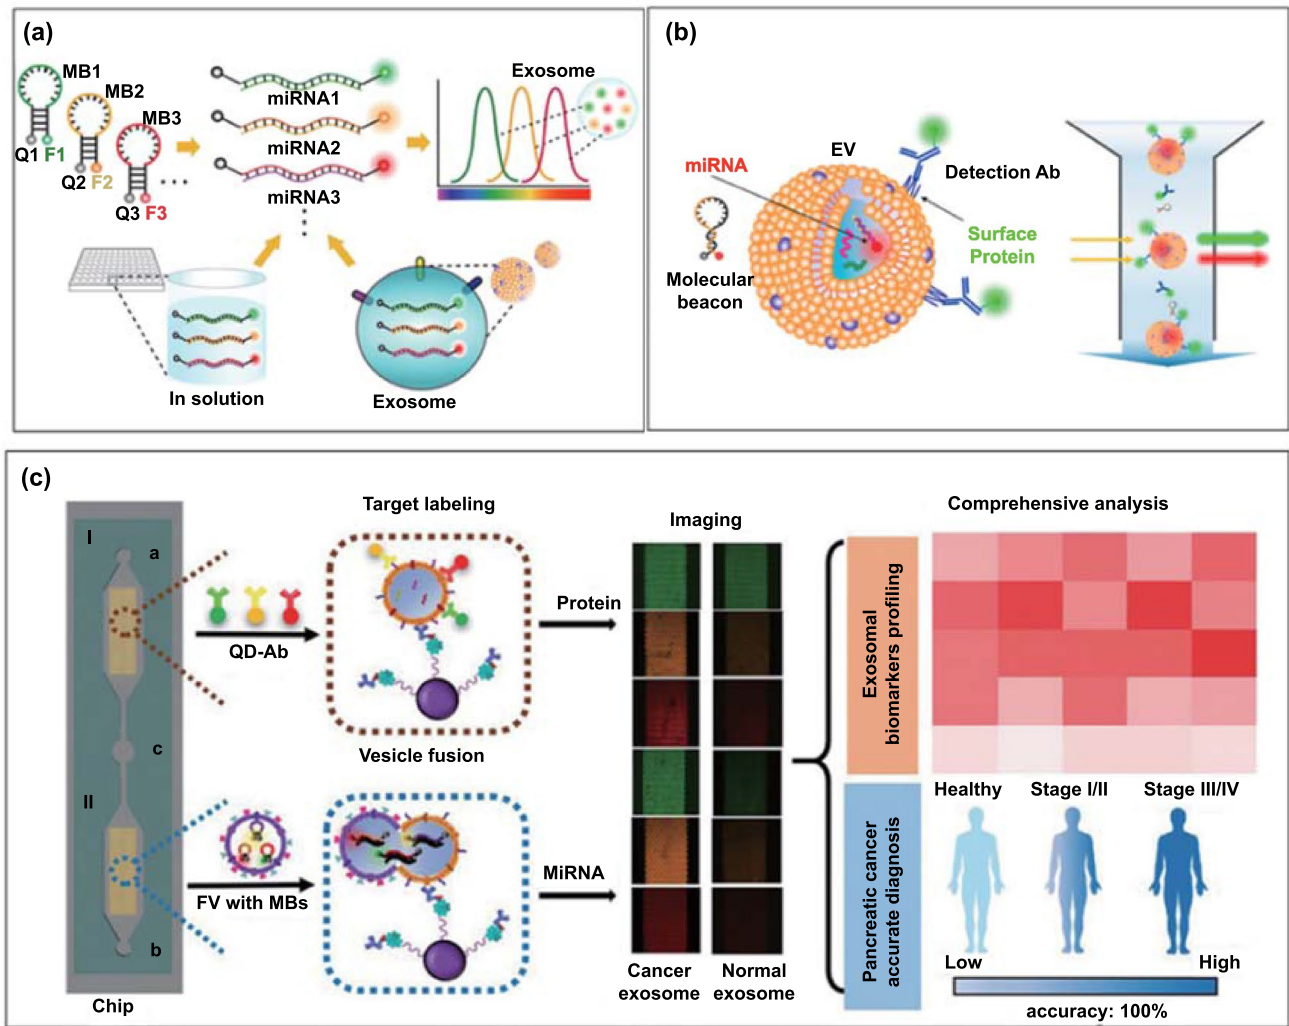 (a)
MB1
MB2
MB3
Q1 F1
Q2 F2
Q3 F3
miRNA1
miRNA2
miRNA3
Exosome
In solution
Exosome
(b)
EV
miRNA
Detection Ab
Surface
Protein
Molecular
beacon
(c)
I
a
c
II
b
Chip
QD-Ab
FV with MBs
Target labeling
Vesicle fusion
Protein
MiRNA
Imaging
Cancer
exosome
Normal
exosome
Comprehensive analysis
Exosomal
biomarkers profiling
Pancreatic cancer
accurate diagnosis
Healthy
Stage I/II
Stage III/IV
Low
High
accuracy: 100%